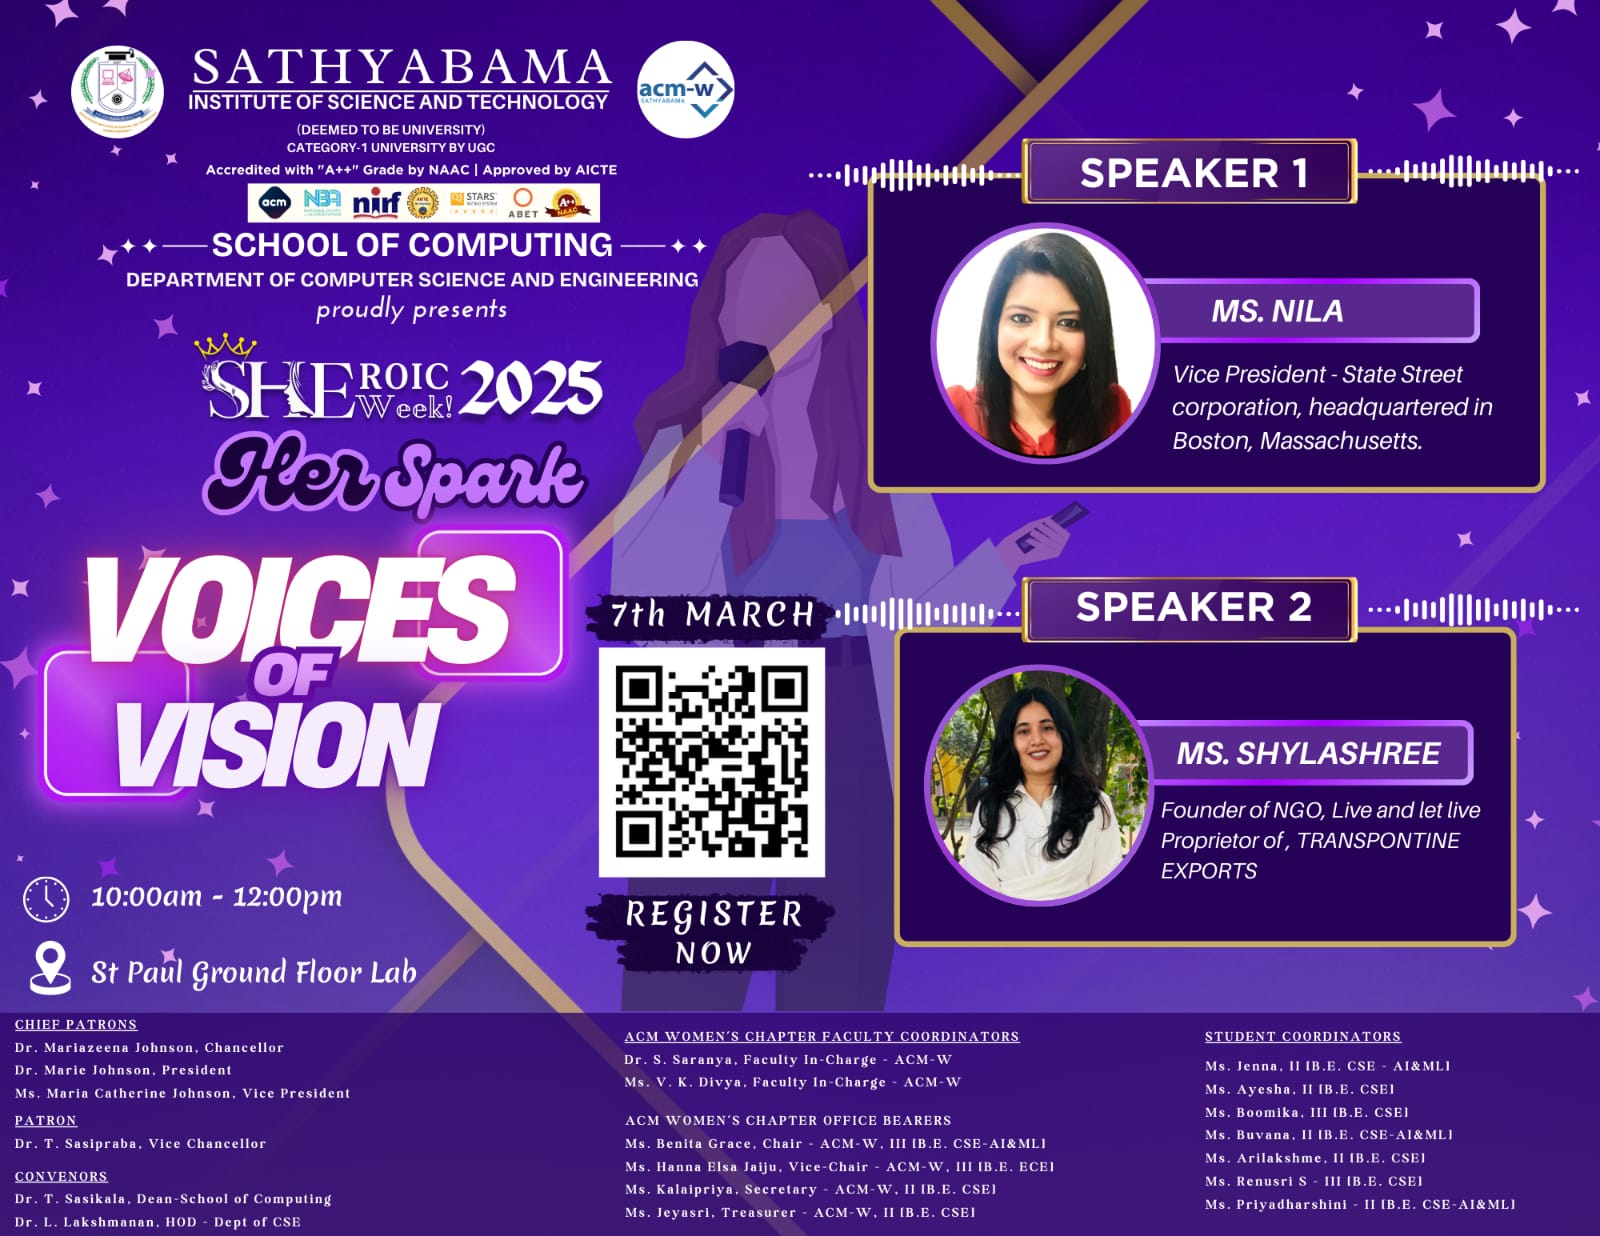 SATHYABAMA
INSTITUTE OF SCIENCE AND TECHNOLOGY
(DEEMED TO BE UNIVERSITY)
CATEGORY-1 UNIVERSITY BY UGC
Accredited with "A++" Grade by NAAC | Approved by AICTE
acm-w
SATHYABAMA
acm
NBA
nirf
QS STARS
RATING SYSTEM
ABET
A++
NAAC
SCHOOL OF COMPUTING
DEPARTMENT OF COMPUTER SCIENCE AND ENGINEERING
proudly presents
SHEROIC Week! 2025
Her Spark
VOICES
OF
VISION
10:00am - 12:00pm
St Paul Ground Floor Lab
7th MARCH
REGISTER
NOW
SPEAKER 1
MS. NILA
Vice President - State Street
corporation, headquartered in
Boston, Massachusetts.
SPEAKER 2
MS. SHYLASHREE
Founder of NGO, Live and let live
Proprietor of , TRANSPONTINE
EXPORTS
CHIEF PATRONS
Dr. Mariazeena Johnson, Chancellor
Dr. Marie Johnson, President
Ms. Maria Catherine Johnson, Vice President
PATRON
Dr. T. Sasipraba, Vice Chancellor
CONVENORS
Dr. T. Sasikala, Dean-School of Computing
Dr. L. Lakshmanan, HOD - Dept of CSE
ACM WOMEN'S CHAPTER FACULTY COORDINATORS
Dr. S. Saranya, Faculty In-Charge - ACM-W
Ms. V. K. Divya, Faculty In-Charge - ACM-W
ACM WOMEN'S CHAPTER OFFICE BEARERS
Ms. Benita Grace, Chair - ACM-W, III [B.E. CSE-AI&ML]
Ms. Hanna Elsa Jaiju, Vice-Chair - ACM-W, III [B.E. ECE]
Ms. Kalaipriya, Secretary - ACM-W, II [B.E. CSE]
Ms. Jeyasri, Treasurer - ACM-W, II [B.E. CSE]
STUDENT COORDINATORS
Ms. Jenna, II [B.E. CSE - AI&ML]
Ms. Ayesha, II [B.E. CSE]
Ms. Boomika, III [B.E. CSE]
Ms. Buvana, II [B.E. CSE-AI&ML]
Ms. Arilakshme, II [B.E. CSE]
Ms. Renusri S - III [B.E. CSE]
Ms. Priyadharshini - II [B.E. CSE-AI&ML]